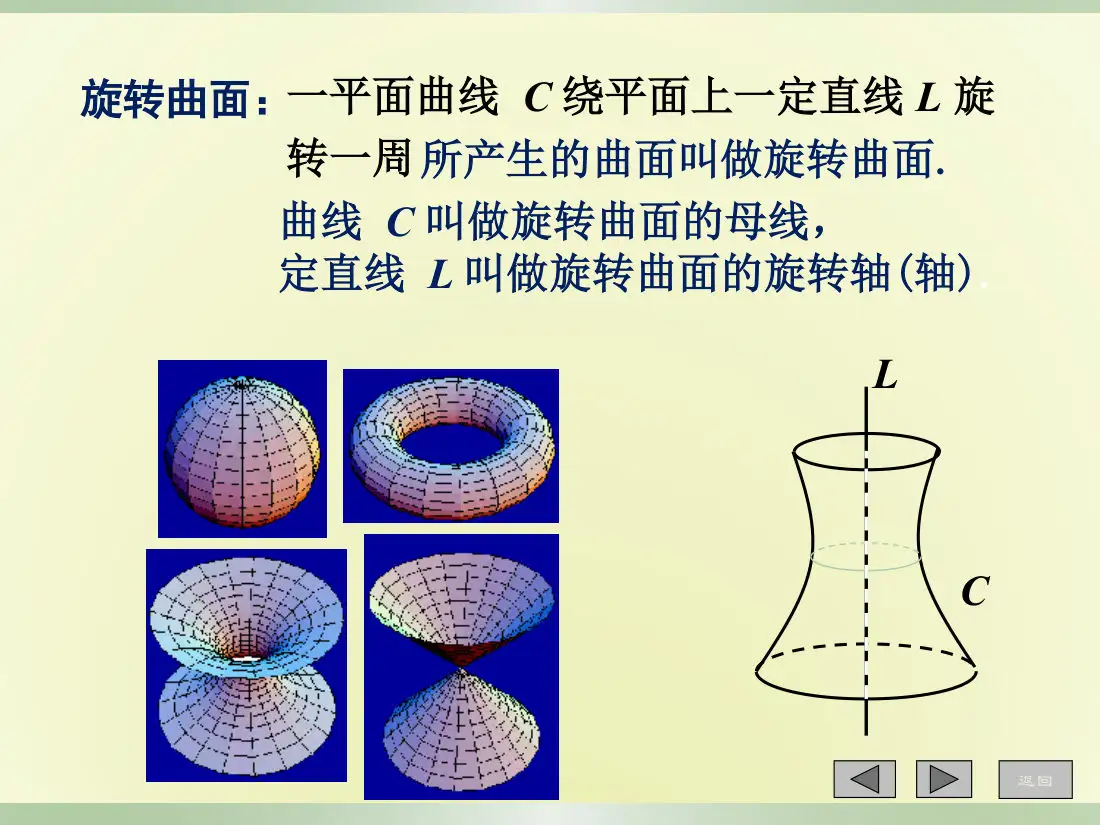 旋转曲面：一平面曲线 C 绕平面上一定直线 L 旋
转一周所产生的曲面叫做旋转曲面.
曲线 C 叫做旋转曲面的母线，
定直线 L 叫做旋转曲面的旋转轴(轴).
L
C
返回